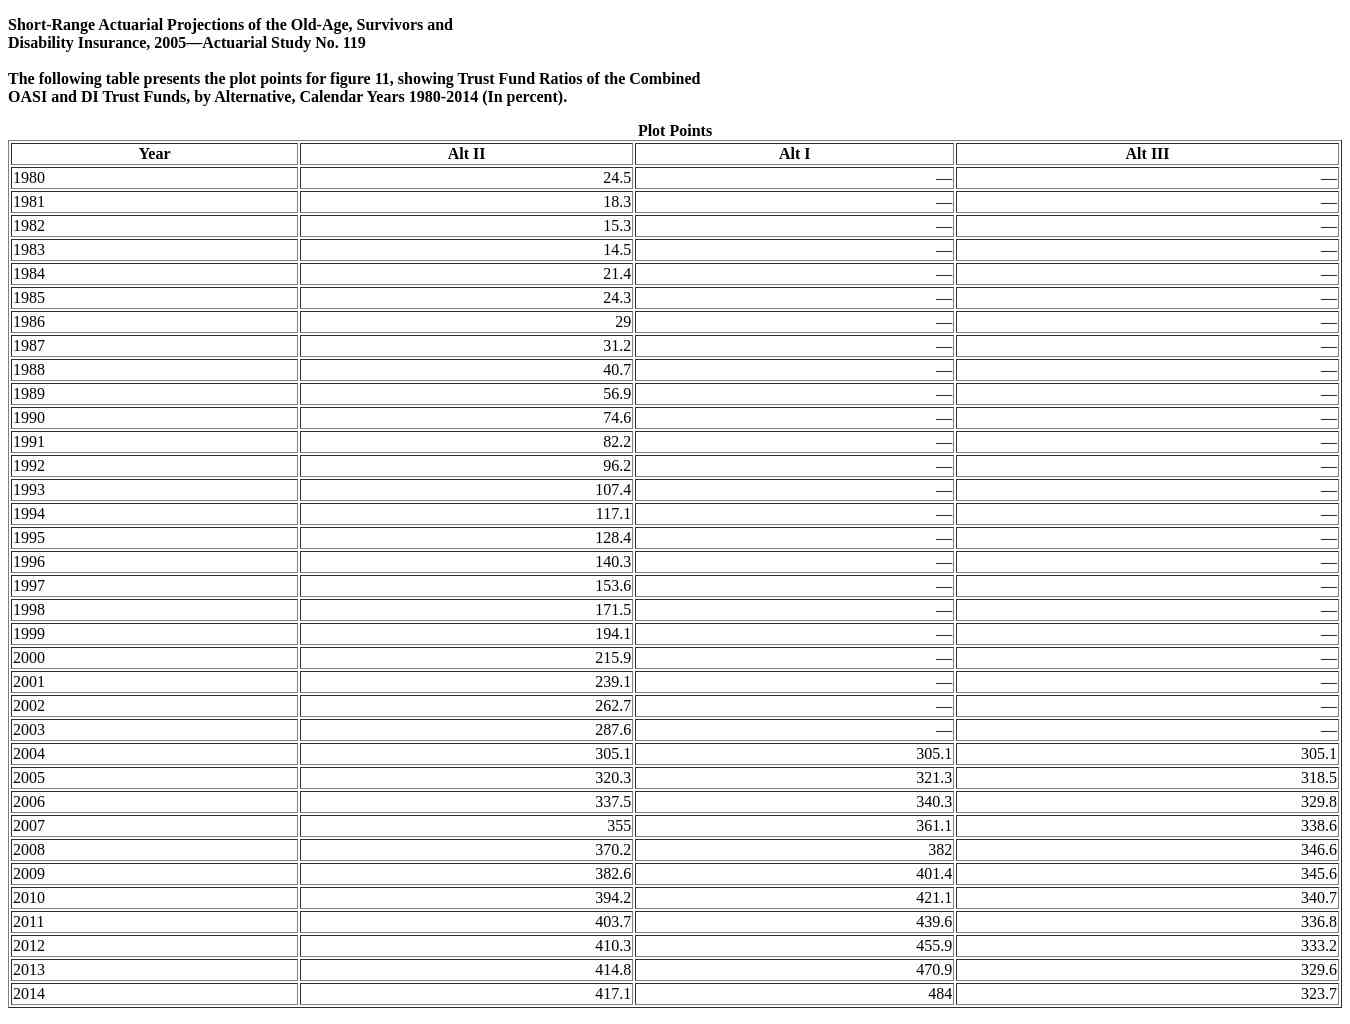 Short-Range Actuarial Projections of the Old-Age, Survivors and
Disability Insurance, 2005—Actuarial Study No. 119
The following table presents the plot points for figure 11, showing Trust Fund Ratios of the Combined
OASI and DI Trust Funds, by Alternative, Calendar Years 1980-2014 (In percent).
Plot Points
Year Alt II Alt I Alt III
1980 24.5 — —
1981 18.3 — —
1982 15.3 — —
1983 14.5 — —
1984 21.4 — —
1985 24.3 — —
1986 29 — —
1987 31.2 — —
1988 40.7 — —
1989 56.9 — —
1990 74.6 — —
1991 82.2 — —
1992 96.2 — —
1993 107.4 — —
1994 117.1 — —
1995 128.4 — —
1996 140.3 — —
1997 153.6 — —
1998 171.5 — —
1999 194.1 — —
2000 215.9 — —
2001 239.1 — —
2002 262.7 — —
2003 287.6 — —
2004 305.1 305.1 305.1
2005 320.3 321.3 318.5
2006 337.5 340.3 329.8
2007 355 361.1 338.6
2008 370.2 382 346.6
2009 382.6 401.4 345.6
2010 394.2 421.1 340.7
2011 403.7 439.6 336.8
2012 410.3 455.9 333.2
2013 414.8 470.9 329.6
2014 417.1 484 323.7